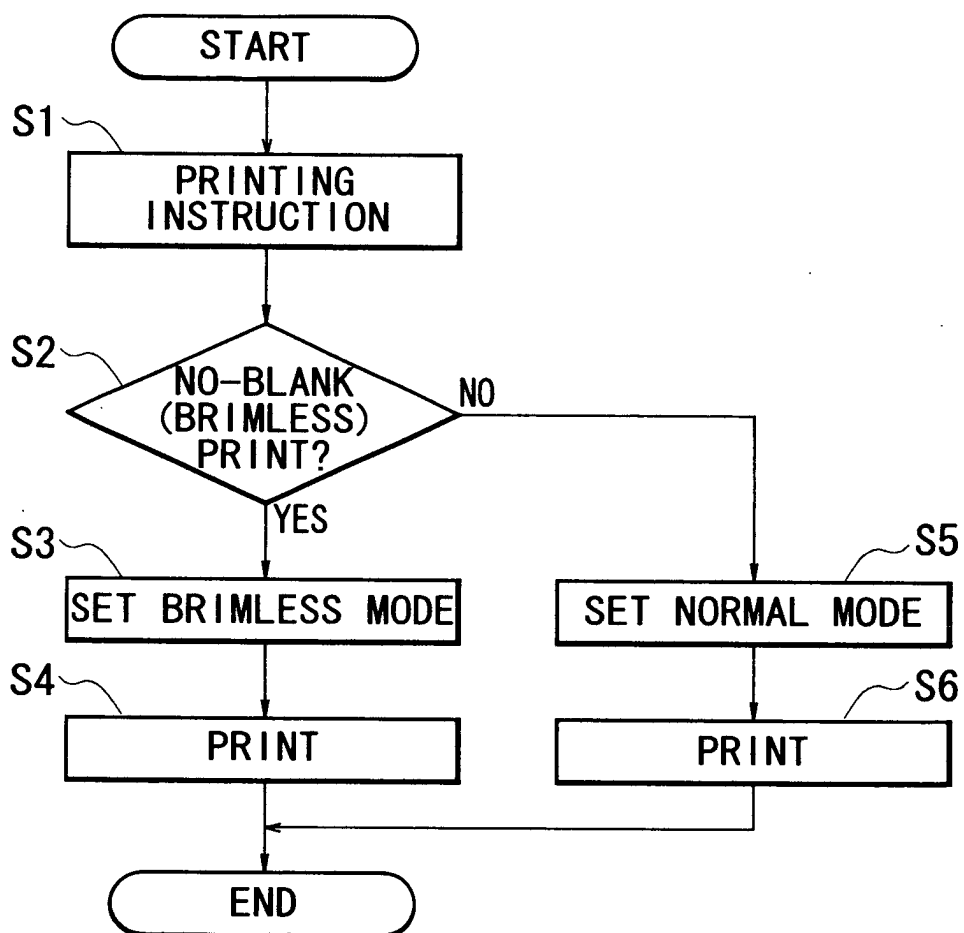 START
S1
PRINTING
INSTRUCTION
S2
NO-BLANK
(BRIMLESS)
PRINT?
NO
YES
S3
SET BRIMLESS MODE
S5
SET NORMAL MODE
S4
PRINT
S6
PRINT
END